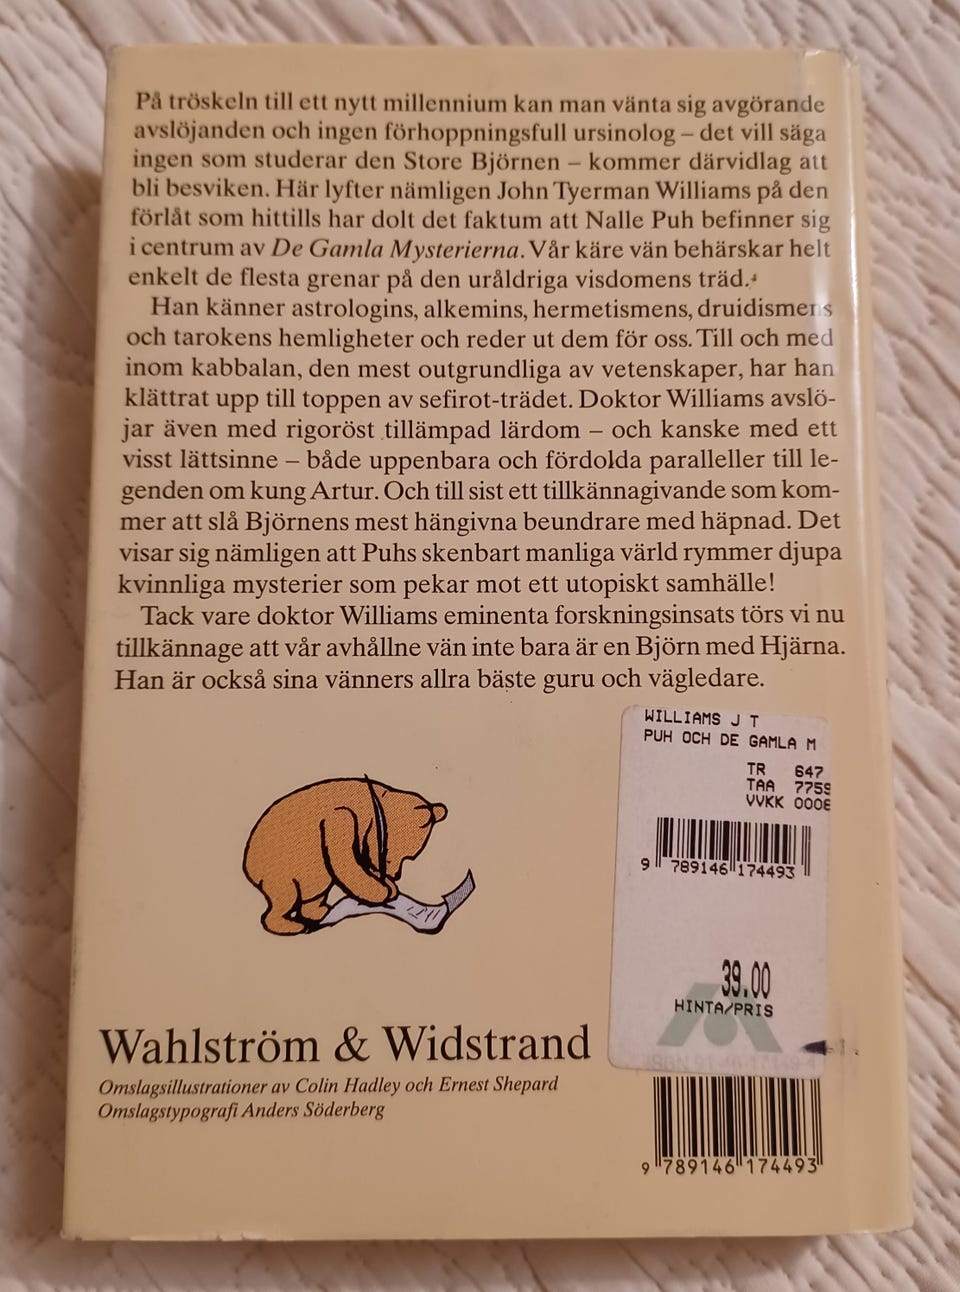 På tröskeln till ett nytt millennium kan man vänta sig avgörande
avslöjanden och ingen förhoppningsfull ursinolog – det vill säga
ingen som studerar den Store Björnen – kommer därvidlag att
bli besviken. Här lyfter nämligen John Tyerman Williams på den
förlåt som hittills har dolt det faktum att Nalle Puh befinner sig
i centrum av De Gamla Mysterierna. Vår käre vän behärskar helt
enkelt de flesta grenar på den uråldriga visdomens träd.
Han känner astrologins, alkemins, hermetismens, druidismens
och tarokens hemligheter och reder ut dem för oss. Till och med
inom kabbalan, den mest outgrundliga av vetenskaper, har han
klättrat upp till toppen av sefirot-trädet. Doktor Williams avslö-
jar även med rigoröst tillämpad lärdom – och kanske med ett
visst lättsinne – både uppenbara och fördolda paralleller till le-
genden om kung Artur. Och till sist ett tillkännagivande som kom-
mer att slå Björnens mest hängivna beundrare med häpnad. Det
visar sig nämligen att Puhs skenbart manliga värld rymmer djupa
kvinnliga mysterier som pekar mot ett utopiskt samhälle!
Tack vare doktor Williams eminenta forskningsinsats törs vi nu
tillkännage att vår avhållne vän inte bara är en Björn med Hjärna.
Han är också sina vänners allra bäste guru och vägledare.
WILLIAMS J T
PUH OCH DE GAMLA M
TR 647
TAA 7759
VVKK 0008
9 789146 174493
39.00
HINTA/PRIS
Wahlström & Widstrand
Omslagsillustrationer av Colin Hadley och Ernest Shepard
Omslagstypografi Anders Söderberg
9 789146 174493